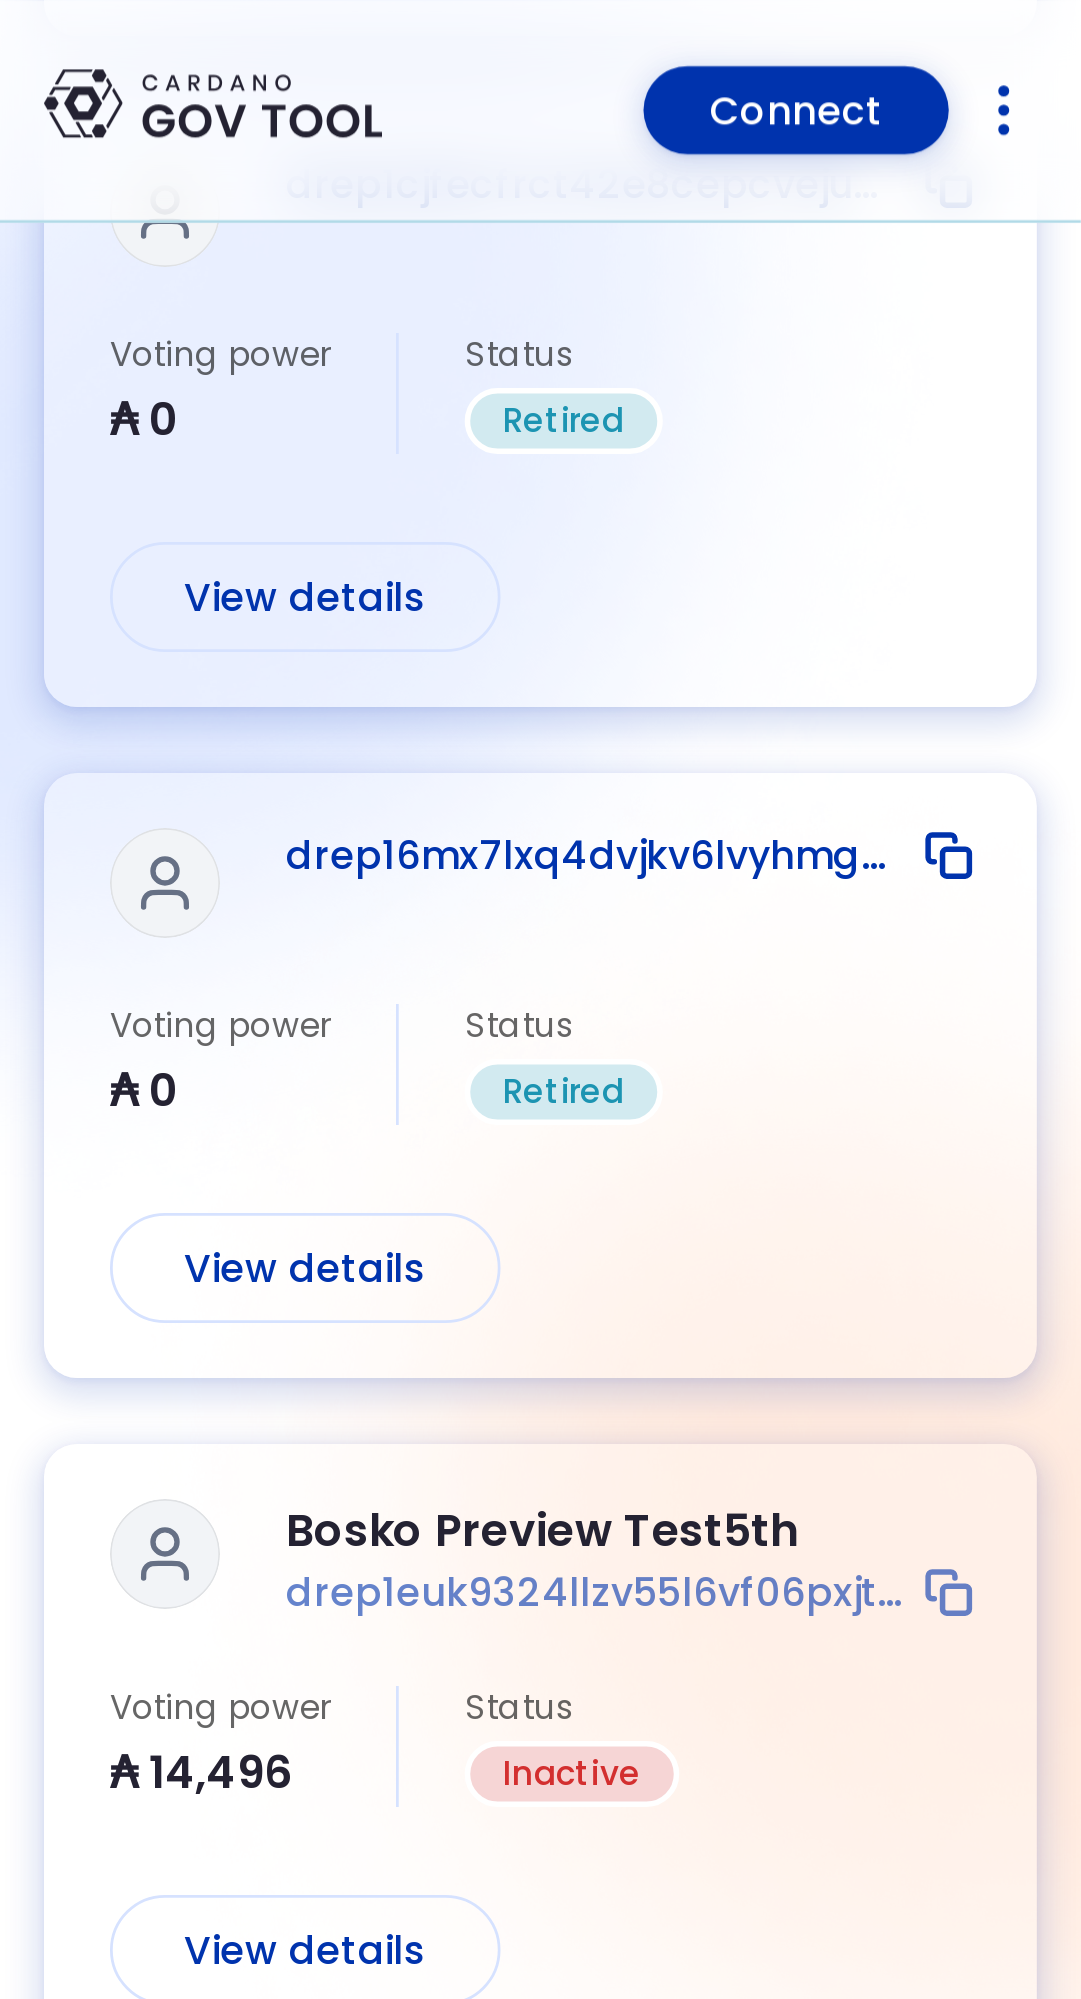 CARDANO
GOV TOOL
Connect
Voting power
Status
₳ 0
Retired
View details
drep16mx7lxq4dvjkv6lvyhmg...
Voting power
Status
₳ 0
Retired
View details
Bosko Preview Test5th
drep1euk9324llzv55l6vf06pxjt...
Voting power
Status
₳ 14,496
Inactive
View details